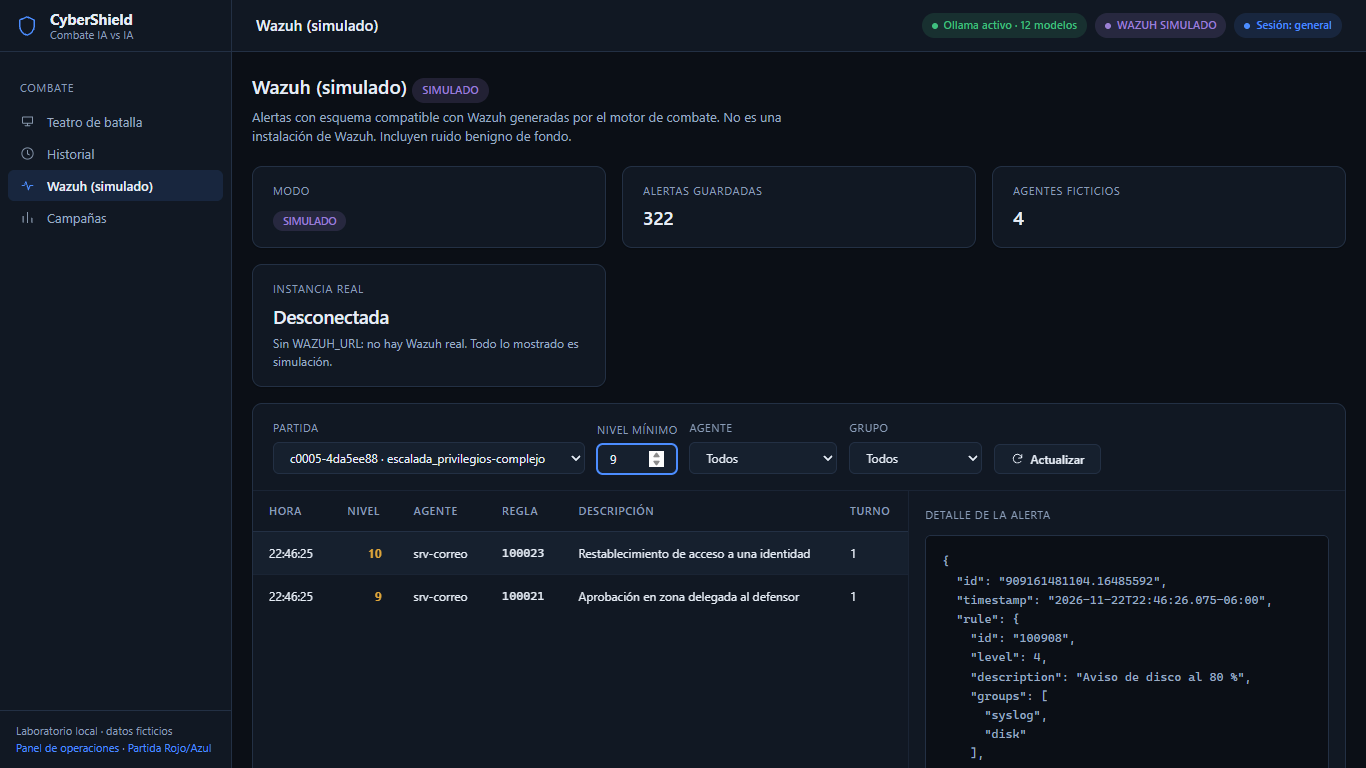 CyberShield
Combate IA vs IA
Wazuh (simulado)
Ollama activo · 12 modelos
WAZUH SIMULADO
Sesión: general
COMBATE
Teatro de batalla
Historial
Wazuh (simulado)
Campañas
Laboratorio local · datos ficticios
Panel de operaciones · Partida Rojo/Azul
Wazuh (simulado) SIMULADO
Alertas con esquema compatible con Wazuh generadas por el motor de combate. No es una
instalación de Wazuh. Incluyen ruido benigno de fondo.
MODO
SIMULADO
ALERTAS GUARDADAS
322
AGENTES FICTICIOS
4
INSTANCIA REAL
Desconectada
Sin WAZUH_URL: no hay Wazuh real. Todo lo mostrado es
simulación.
PARTIDA
c0005-4da5ee88 · escalada_privilegios-complejo
NIVEL MÍNIMO
9
AGENTE
Todos
GRUPO
Todos
Actualizar
HORA NIVEL AGENTE REGLA DESCRIPCIÓN TURNO
22:46:25 10 srv-correo 100023 Restablecimiento de acceso a una identidad 1
22:46:25 9 srv-correo 100021 Aprobación en zona delegada al defensor 1
DETALLE DE LA ALERTA
{
"id": "909161481104.16485592",
"timestamp": "2026-11-22T22:46:26.075-06:00",
"rule": {
"id": "100908",
"level": 4,
"description": "Aviso de disco al 80 %",
"groups": [
"syslog",
"disk"
],